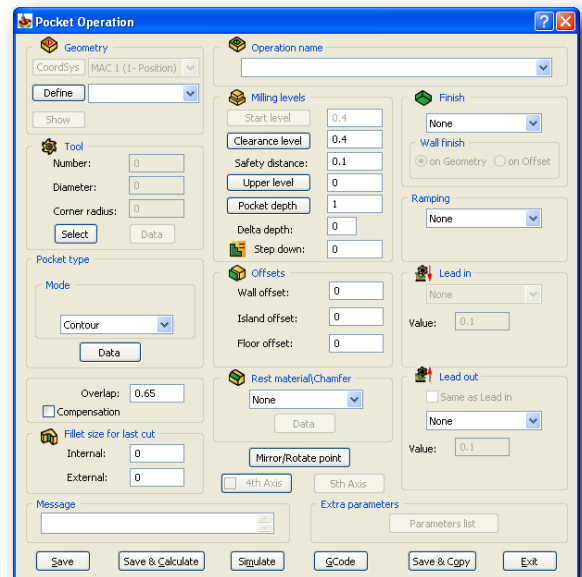 Pocket Operation
Geometry
CoordSys MAC 1 (1- Position)
Define
Show
Operation name
Tool
Number: 0
Diameter: 0
Corner radius: 0
Select Data
Milling levels
Start level 0.4
Clearance level 0.4
Safety distance: 0.1
Upper level 0
Pocket depth 1
Delta depth: 0
Step down: 0
Finish
None
Wall finish
on Geometry on Offset
Ramping
None
Pocket type
Mode
Contour
Data
Offsets
Wall offset: 0
Island offset: 0
Floor offset: 0
Lead in
None
Value: 0.1
Overlap: 0.65
Compensation
Rest material\Chamfer
None
Data
Lead out
Same as Lead in
None
Value: 0.1
Fillet size for last cut
Internal: 0
External: 0
Mirror/Rotate point
4th Axis 5th Axis
Message
Extra parameters
Parameters list
Save Save & Calculate Simulate GCode Save & Copy Exit